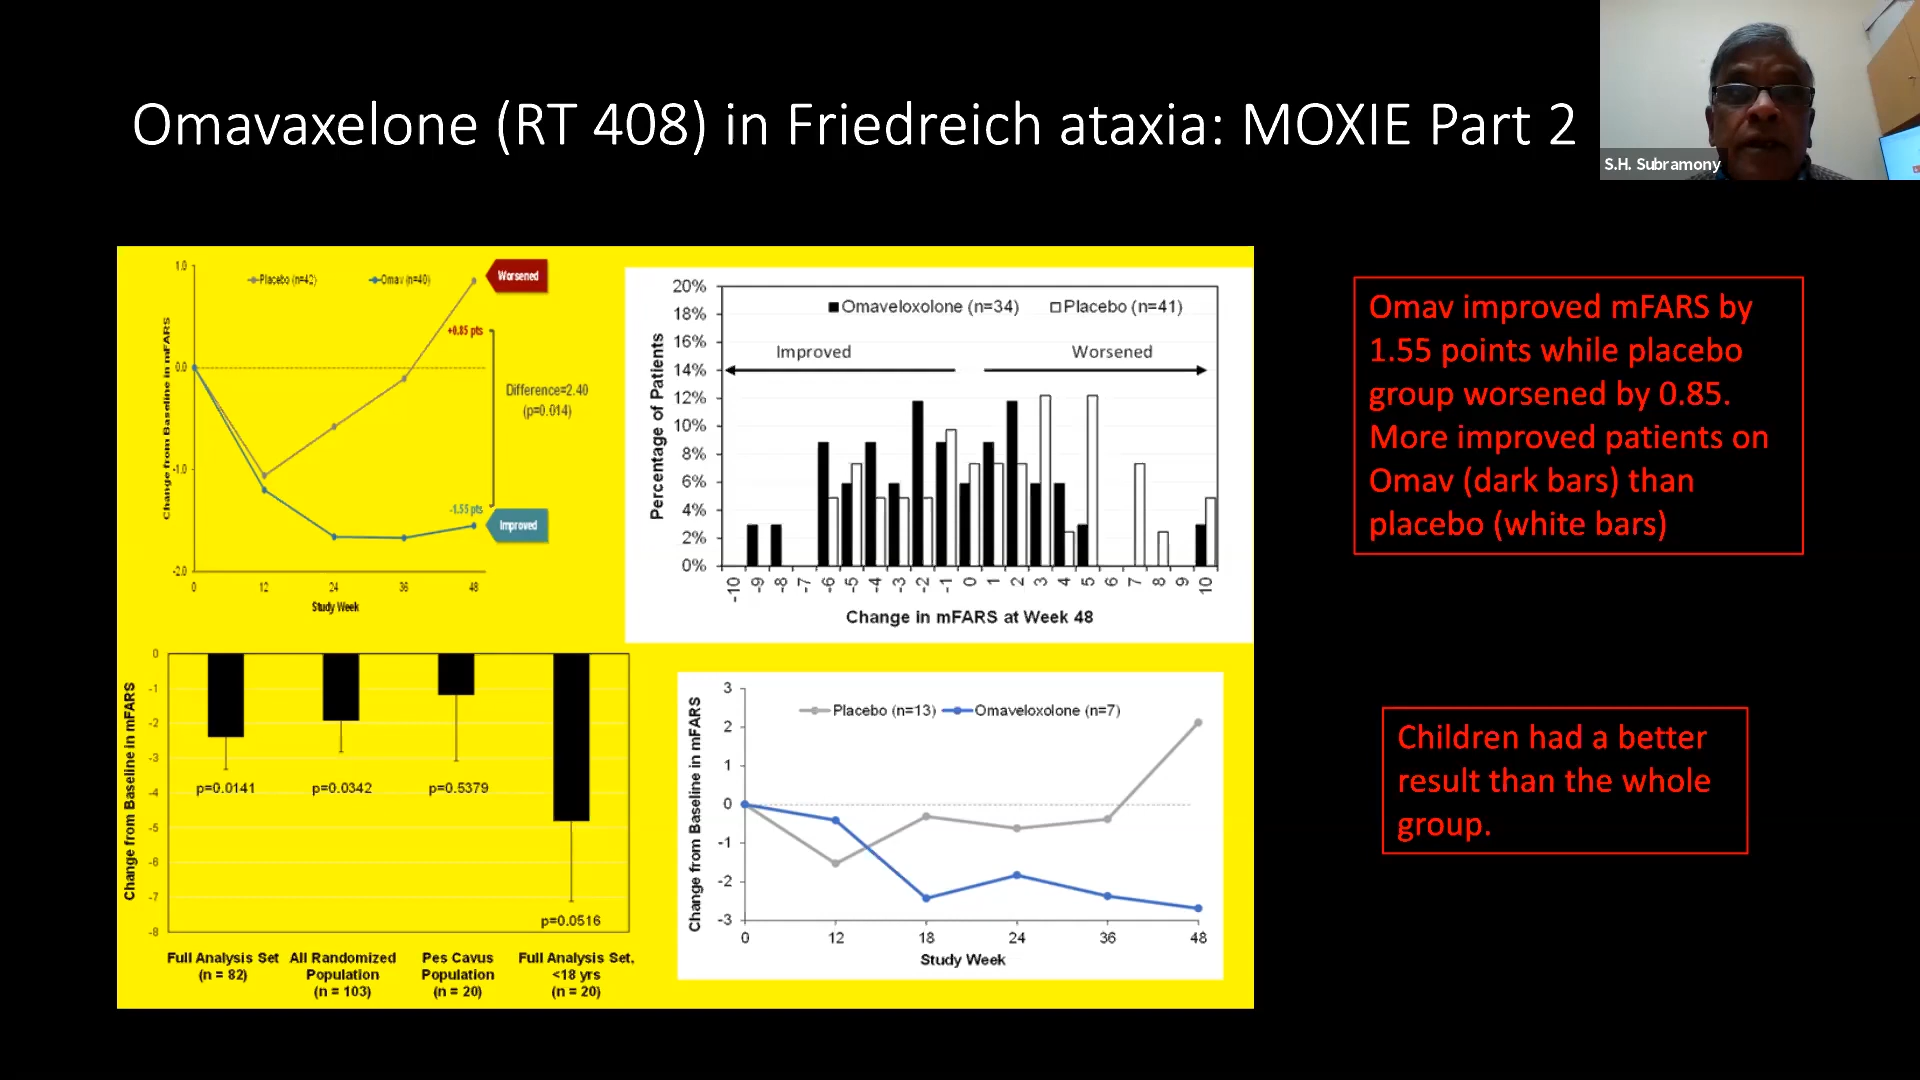 Omavaxelone (RT 408) in Friedreich ataxia: MOXIE Part 2
S.H. Subramony
1.0
0.0
-1.0
-2.0
Change from Baseline in mFARS
Placebo (n=42)
Omav (n=40)
Worsened
+0.85 pts
Difference=2.40
(p=0.014)
-1.55 pts
Improved
0 12 24 36 48
Study Week
20%
18%
16%
14%
12%
10%
8%
6%
4%
2%
0%
Percentage of Patients
Omaveloxolone (n=34)
Placebo (n=41)
Improved
Worsened
-10 -9 -8 -7 -6 -5 -4 -3 -2 -1 0 1 2 3 4 5 6 7 8 9 10
Change in mFARS at Week 48
Omav improved mFARS by
1.55 points while placebo
group worsened by 0.85.
More improved patients on
Omav (dark bars) than
placebo (white bars)
0
-1
-2
-3
-4
-5
-6
-7
-8
Change from Baseline in mFARS
p=0.0141
p=0.0342
p=0.5379
p=0.0516
Full Analysis Set
(n = 82)
All Randomized
Population
(n = 103)
Pes Cavus
Population
(n = 20)
Full Analysis Set,
<18 yrs
(n = 20)
3
2
1
0
-1
-2
-3
Change from Baseline in mFARS
Placebo (n=13)
Omaveloxolone (n=7)
0 12 18 24 36 48
Study Week
Children had a better
result than the whole
group.